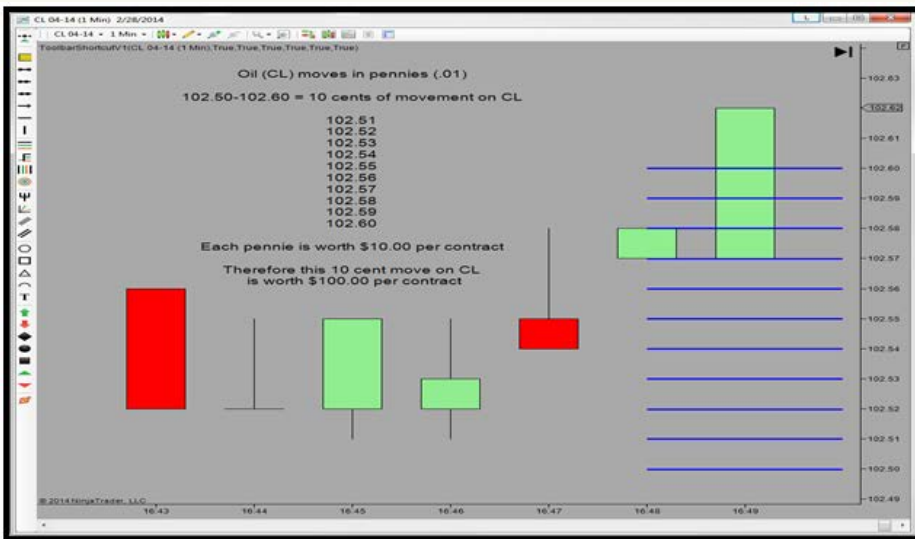 CL 04-14 (1 Min) 2/28/2014
CL 04-14 1 Min
ToolbarShortcutV1(CL 04-14 (1 Min),True,True,True,True,True,True)
Oil (CL) moves in pennies (.01)
102.50-102.60 = 10 cents of movement on CL
102.51
102.52
102.53
102.54
102.55
102.56
102.57
102.58
102.59
102.60
Each pennie is worth $10.00 per contract
Therefore this 10 cent move on CL
is worth $100.00 per contract
102.63
102.62
102.61
102.60
102.59
102.58
102.57
102.56
102.55
102.54
102.53
102.52
102.51
102.50
102.49
© 2014 NinjaTrader, LLC
16:43 16:44 16:45 16:46 16:47 16:48 16:49
L
F
T